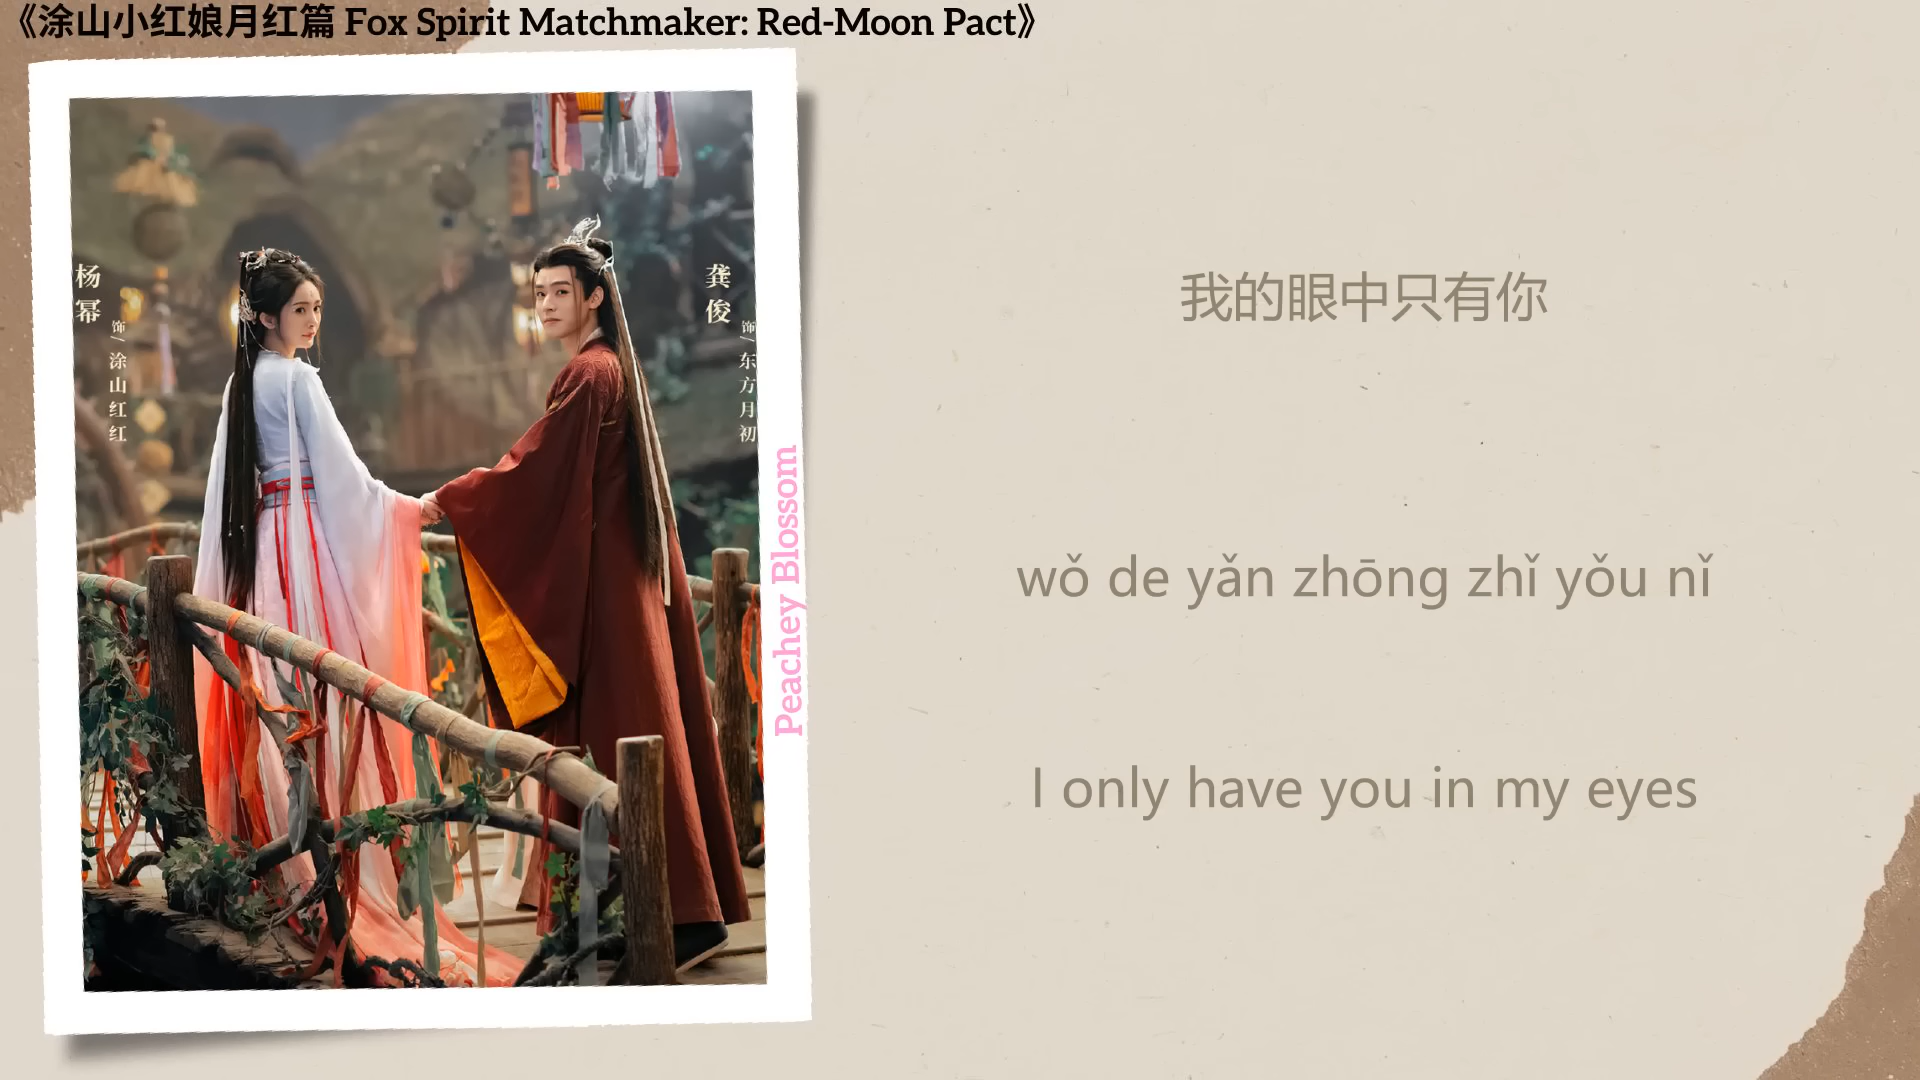 《涂山小红娘月红篇 Fox Spirit Matchmaker: Red-Moon Pact》
杨幂
饰/涂山红红
龚俊
饰/东方月初
Peachey Blossom
我的眼中只有你
wǒ de yǎn zhōng zhǐ yǒu nǐ
I only have you in my eyes